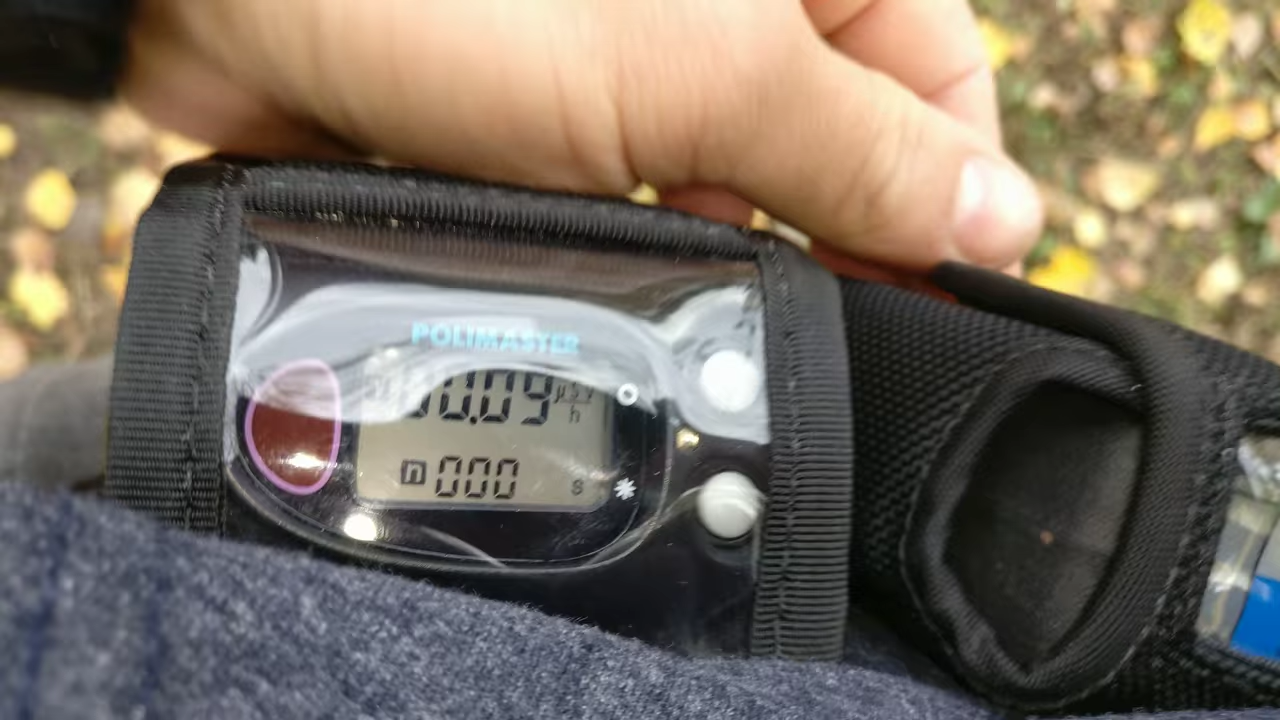 POLIMASTER
00.09 μSv
h
n 000 s